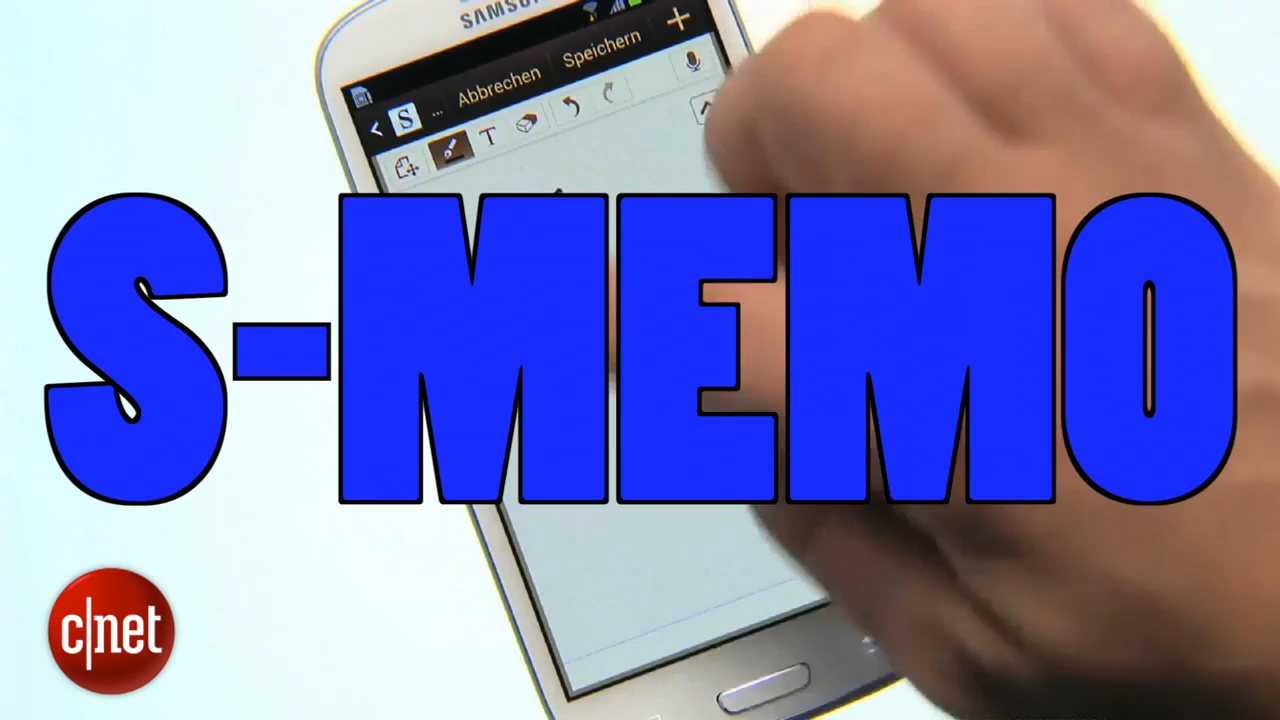 SAMSUNG
S ... Abbrechen Speichern +
T
S-MEMO
c|net